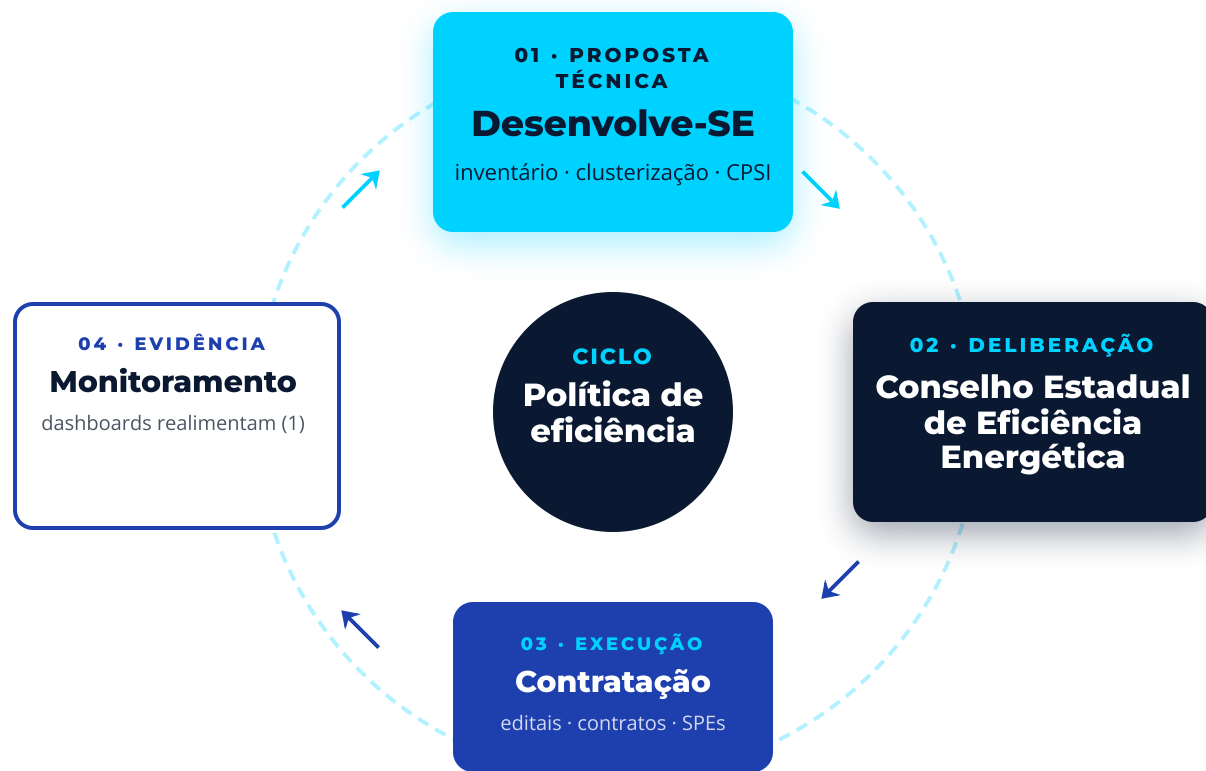 01 · PROPOSTA
TÉCNICA
Desenvolve-SE
inventário · clusterização · CPSI
02 · DELIBERAÇÃO
Conselho Estadual
de Eficiência
Energética
03 · EXECUÇÃO
Contratação
editais · contratos · SPEs
04 · EVIDÊNCIA
Monitoramento
dashboards realimentam (1)
CICLO
Política de
eficiência